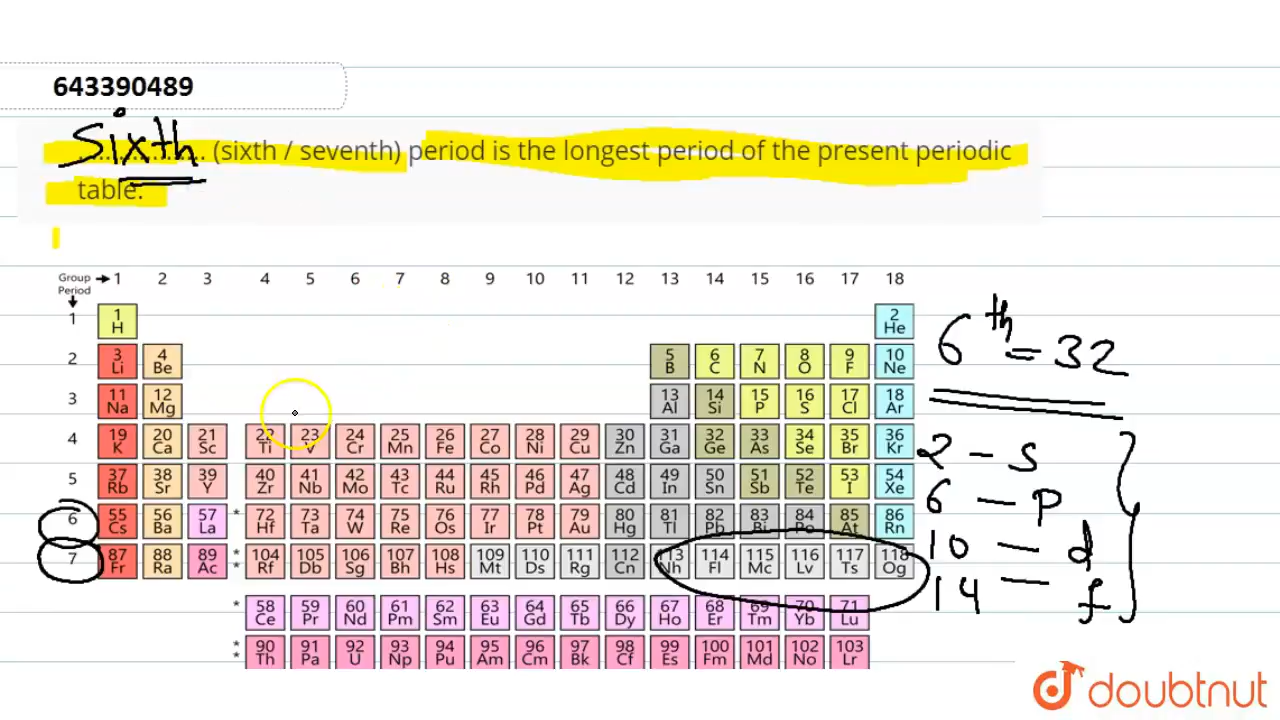 643390489
Sixth
..................... (sixth / seventh) period is the longest period of the present periodic
table.
Group → 1 2 3 4 5 6 7 8 9 10 11 12 13 14 15 16 17 18
Period
1 1 H 2 He
2 3 Li 4 Be 5 B 6 C 7 N 8 O 9 F 10 Ne
3 11 Na 12 Mg 13 Al 14 Si 15 P 16 S 17 Cl 18 Ar
4 19 K 20 Ca 21 Sc 22 Ti 23 V 24 Cr 25 Mn 26 Fe 27 Co 28 Ni 29 Cu 30 Zn 31 Ga 32 Ge 33 As 34 Se 35 Br 36 Kr
5 37 Rb 38 Sr 39 Y 40 Zr 41 Nb 42 Mo 43 Tc 44 Ru 45 Rh 46 Pd 47 Ag 48 Cd 49 In 50 Sn 51 Sb 52 Te 53 I 54 Xe
6 55 Cs 56 Ba 57 La * 72 Hf 73 Ta 74 W 75 Re 76 Os 77 Ir 78 Pt 79 Au 80 Hg 81 Tl 82 Pb 83 Bi 84 Po 85 At 86 Rn
7 87 Fr 88 Ra 89 Ac * * 104 Rf 105 Db 106 Sg 107 Bh 108 Hs 109 Mt 110 Ds 111 Rg 112 Cn 113 Nh 114 Fl 115 Mc 116 Lv 117 Ts 118 Og
* 58 Ce 59 Pr 60 Nd 61 Pm 62 Sm 63 Eu 64 Gd 65 Tb 66 Dy 67 Ho 68 Er 69 Tm 70 Yb 71 Lu
* * 90 Th 91 Pa 92 U 93 Np 94 Pu 95 Am 96 Cm 97 Bk 98 Cf 99 Es 100 Fm 101 Md 102 No 103 Lr
6th = 32
2 - s
6 - p
10 - d
14 - f
doubtnut